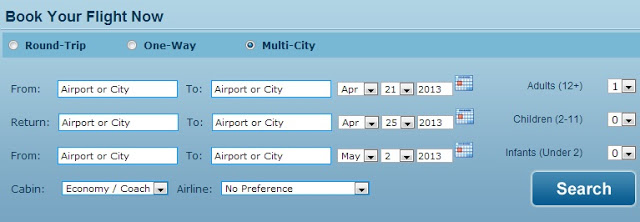 Book Your Flight Now
Round-Trip One-Way Multi-City
From: Airport or City To: Airport or City Apr 21 2013 Adults (12+) 1
Return: Airport or City To: Airport or City Apr 25 2013 Children (2-11) 0
From: Airport or City To: Airport or City May 2 2013 Infants (Under 2) 0
Cabin: Economy / Coach Airline: No Preference Search